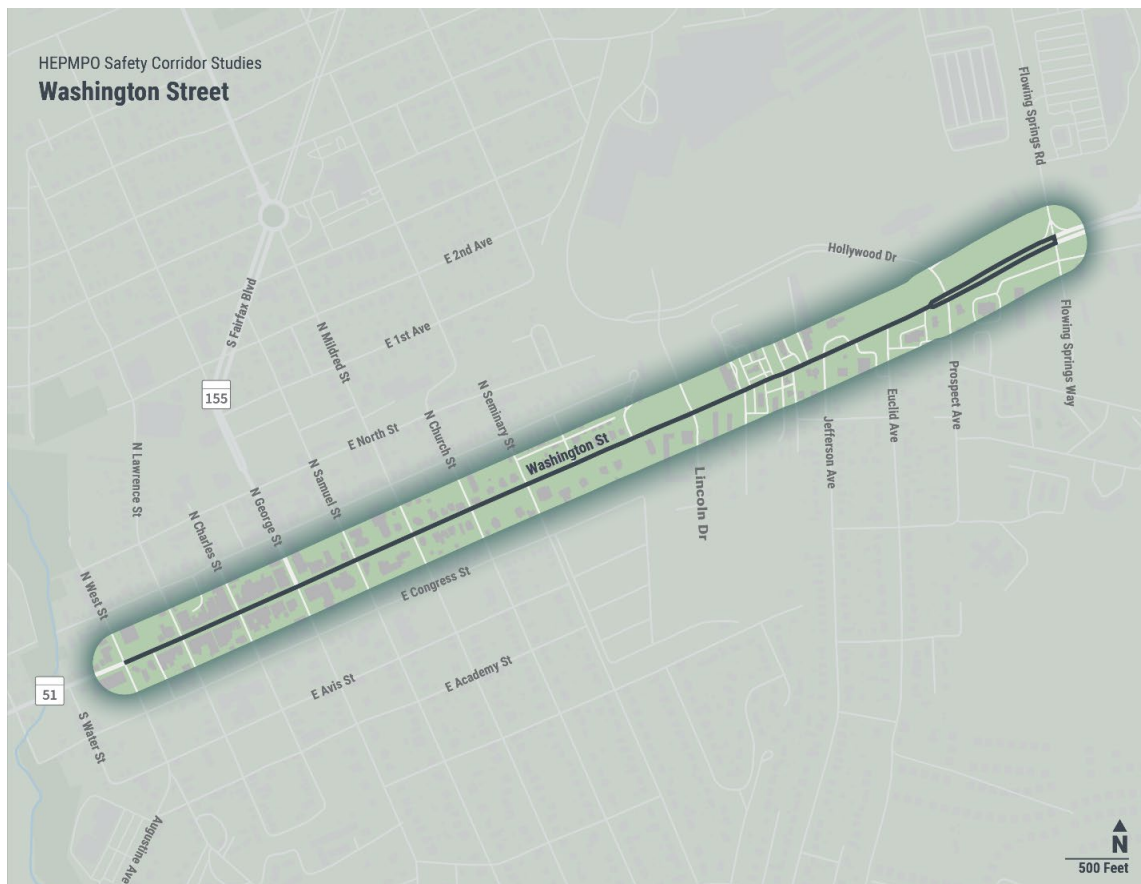 HEPMPO Safety Corridor Studies
Washington Street
Flowing Springs Rd
E 2nd Ave
Hollywood Dr
S Fairfax Blvd
N Mildred St
E 1st Ave
Flowing Springs Way
155
N Seminary St
Prospect Ave
Euclid Ave
N Church St
E North St
Jefferson Ave
Washington St
N Lawrence St
N Samuel St
Lincoln Dr
N George St
N Charles St
E Congress St
N West St
E Academy St
E Avis St
51
S Water St
Augustine Ave
N
500 Feet